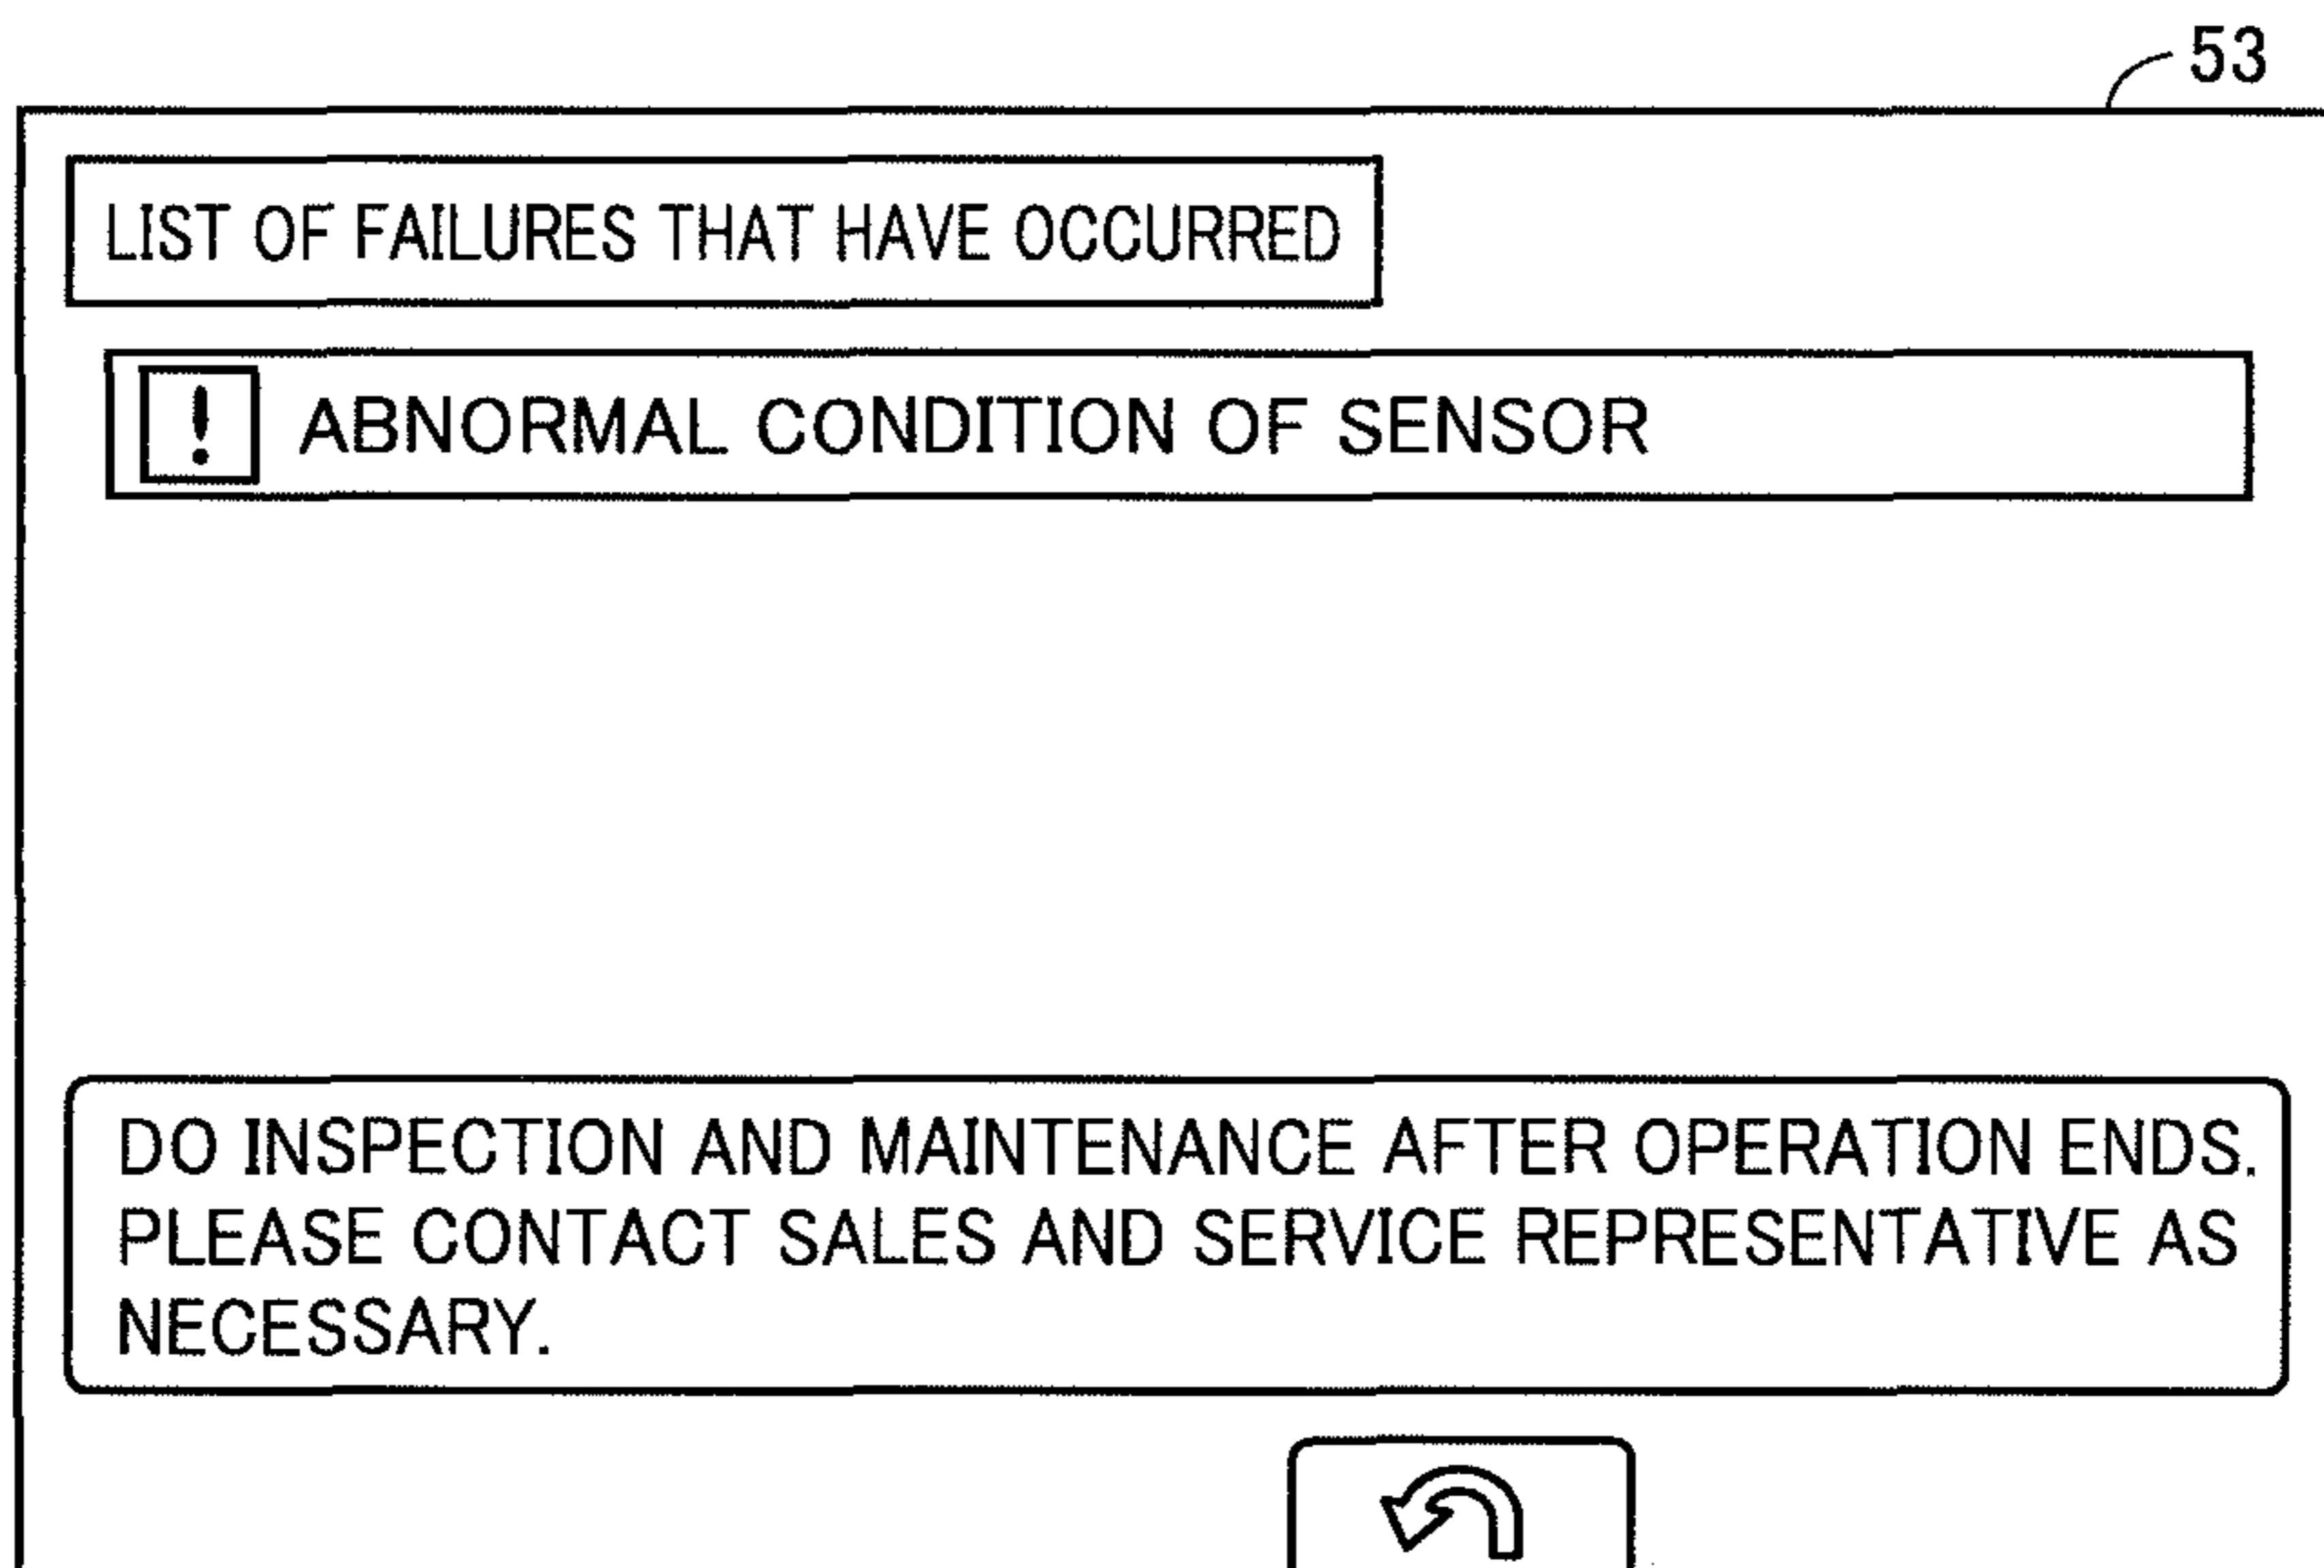 53
LIST OF FAILURES THAT HAVE OCCURRED
! ABNORMAL CONDITION OF SENSOR
DO INSPECTION AND MAINTENANCE AFTER OPERATION ENDS.
PLEASE CONTACT SALES AND SERVICE REPRESENTATIVE AS
NECESSARY.